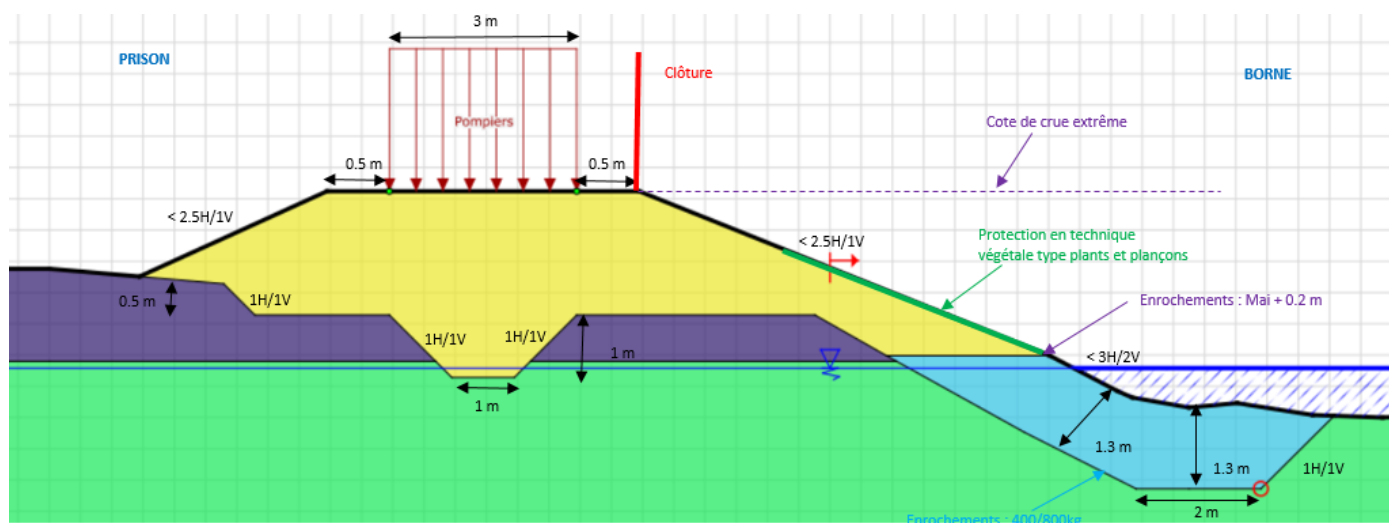 3 m
PRISON
Clôture
BORNE
Pompiers
Cote de crue extrême
0.5 m
0.5 m
< 2.5H/1V
< 2.5H/1V
Protection en technique
végétale type plants et plançons
0.5 m
1H/1V
Enrochements : Mai + 0.2 m
1H/1V
1H/1V
1 m
< 3H/2V
1 m
1.3 m
1.3 m
1H/1V
2 m
Enrochements : 400/800kg